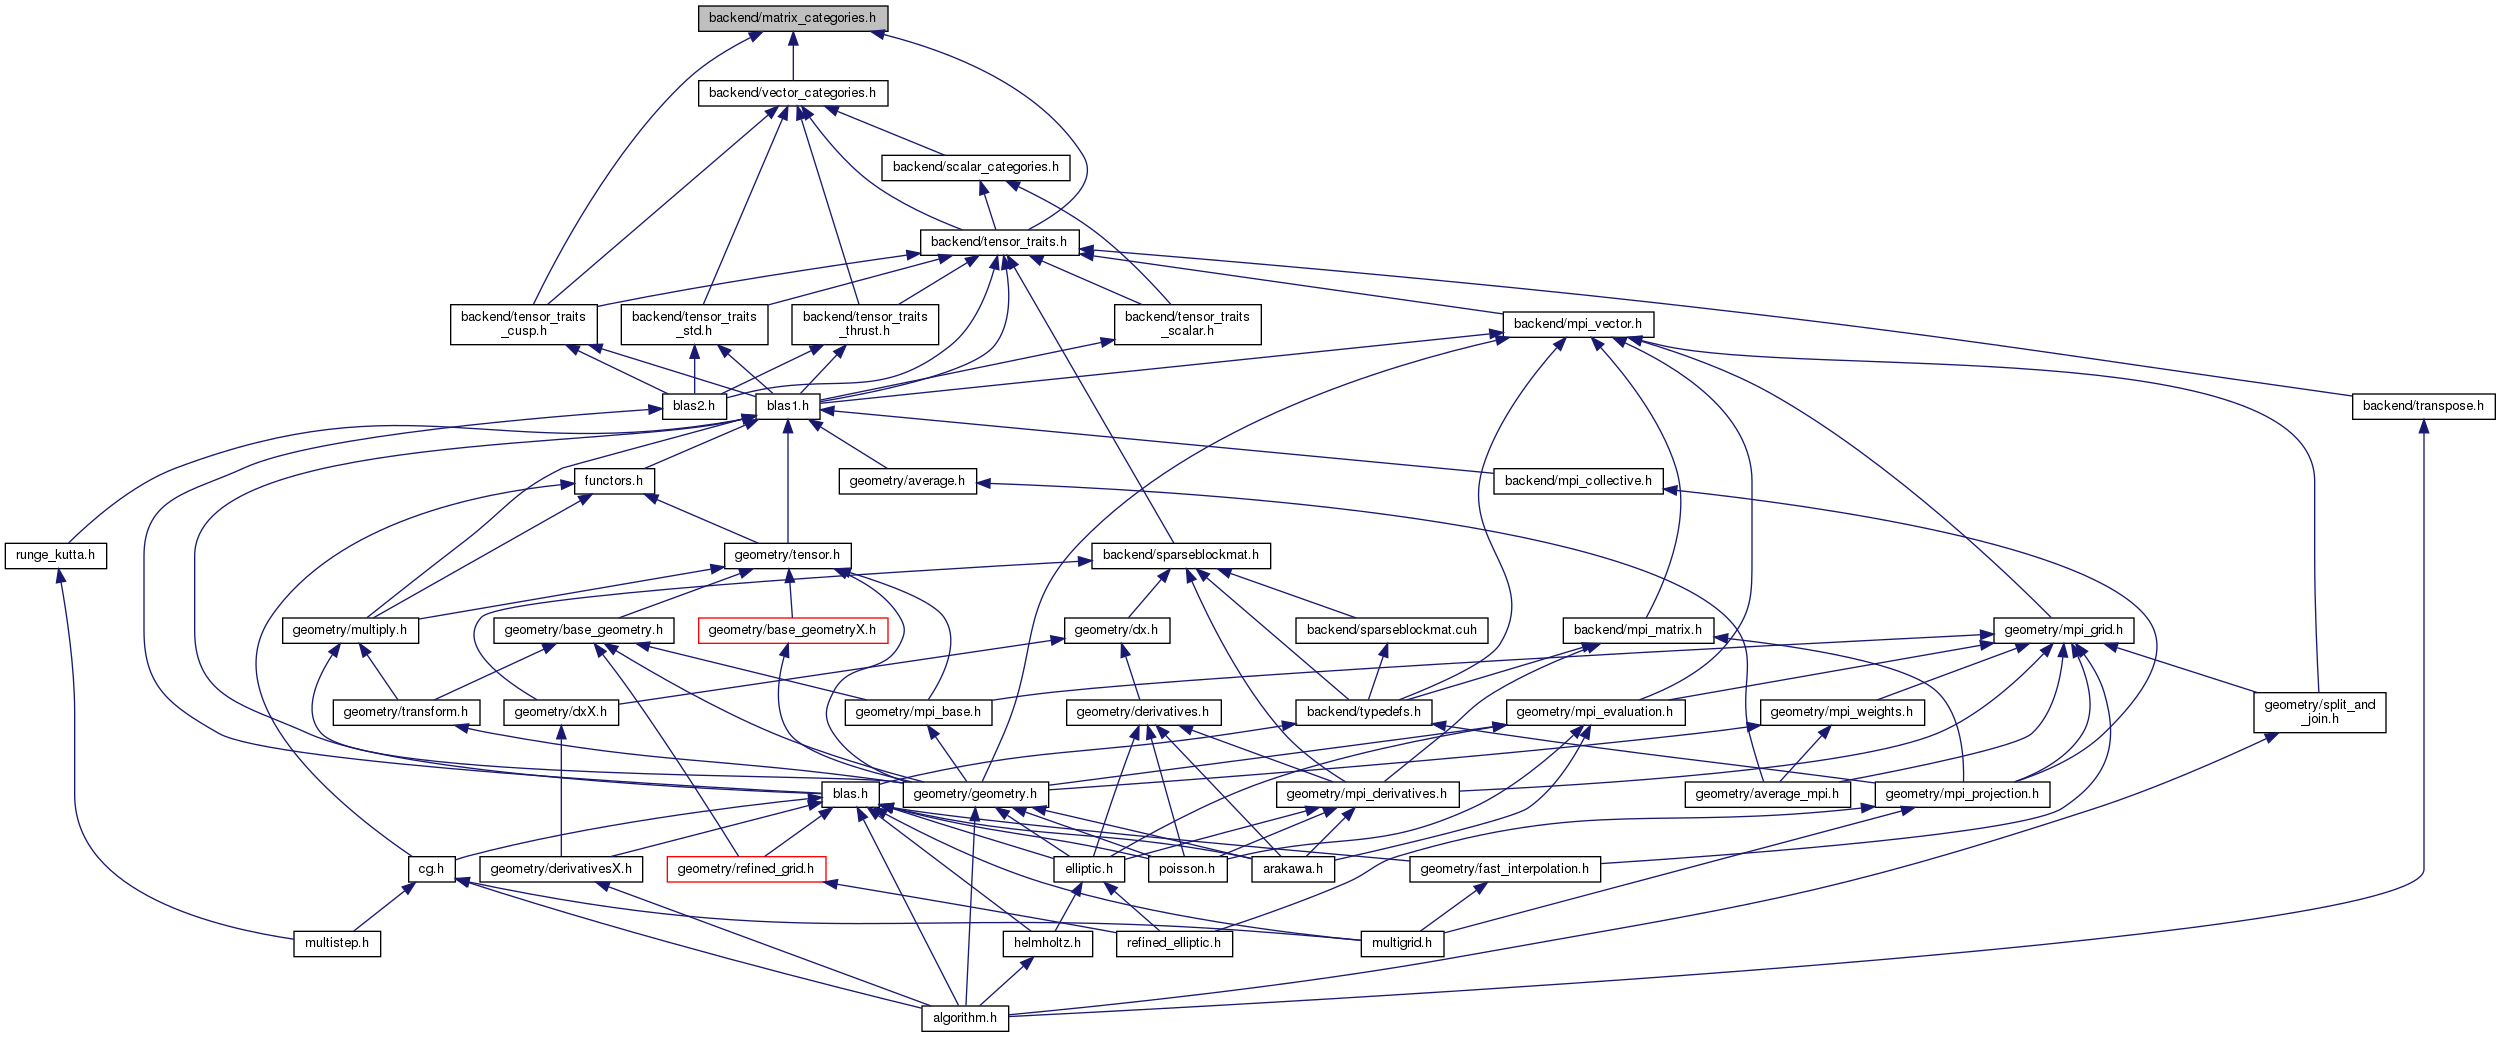 backend/matrix_categories.h
backend/vector_categories.h
backend/scalar_categories.h
backend/tensor_traits.h
backend/tensor_traits
_cusp.h
backend/tensor_traits
_std.h
backend/tensor_traits
_thrust.h
backend/tensor_traits
_scalar.h
backend/mpi_vector.h
blas2.h
blas1.h
backend/transpose.h
functors.h
geometry/average.h
backend/mpi_collective.h
runge_kutta.h
geometry/tensor.h
backend/sparseblockmat.h
geometry/multiply.h
geometry/base_geometry.h
geometry/base_geometryX.h
geometry/dx.h
backend/sparseblockmat.cuh
backend/mpi_matrix.h
geometry/mpi_grid.h
geometry/transform.h
geometry/dxX.h
geometry/mpi_base.h
geometry/derivatives.h
backend/typedefs.h
geometry/mpi_evaluation.h
geometry/mpi_weights.h
geometry/split_and
_join.h
blas.h
geometry/geometry.h
geometry/mpi_derivatives.h
geometry/average_mpi.h
geometry/mpi_projection.h
cg.h
geometry/derivativesX.h
geometry/refined_grid.h
elliptic.h
poisson.h
arakawa.h
geometry/fast_interpolation.h
multistep.h
helmholtz.h
refined_elliptic.h
multigrid.h
algorithm.h